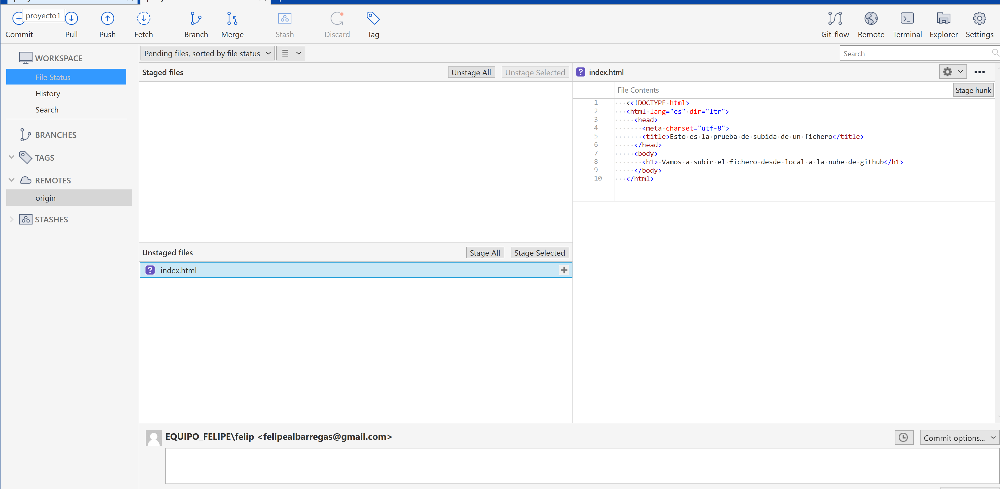 proyecto1
Commit Pull Push Fetch Branch Merge Stash Discard Tag Git-flow Remote Terminal Explorer Settings
WORKSPACE
File Status
History
Search
BRANCHES
TAGS
REMOTES
origin
STASHES
Pending files, sorted by file status
Search
Staged files Unstage All Unstage Selected
Unstaged files Stage All Stage Selected
? index.html +
? index.html
File Contents Stage hunk
1 <<!DOCTYPE html>
2 <html lang="es" dir="ltr">
3 <head>
4 <meta charset="utf-8">
5 <title>Esto es la prueba de subida de un fichero</title>
6 </head>
7 <body>
8 <h1> Vamos a subir el fichero desde local a la nube de github</h1>
9 </body>
10 </html>
EQUIPO_FELIPE\felip <felipealbarregas@gmail.com>
Commit options...